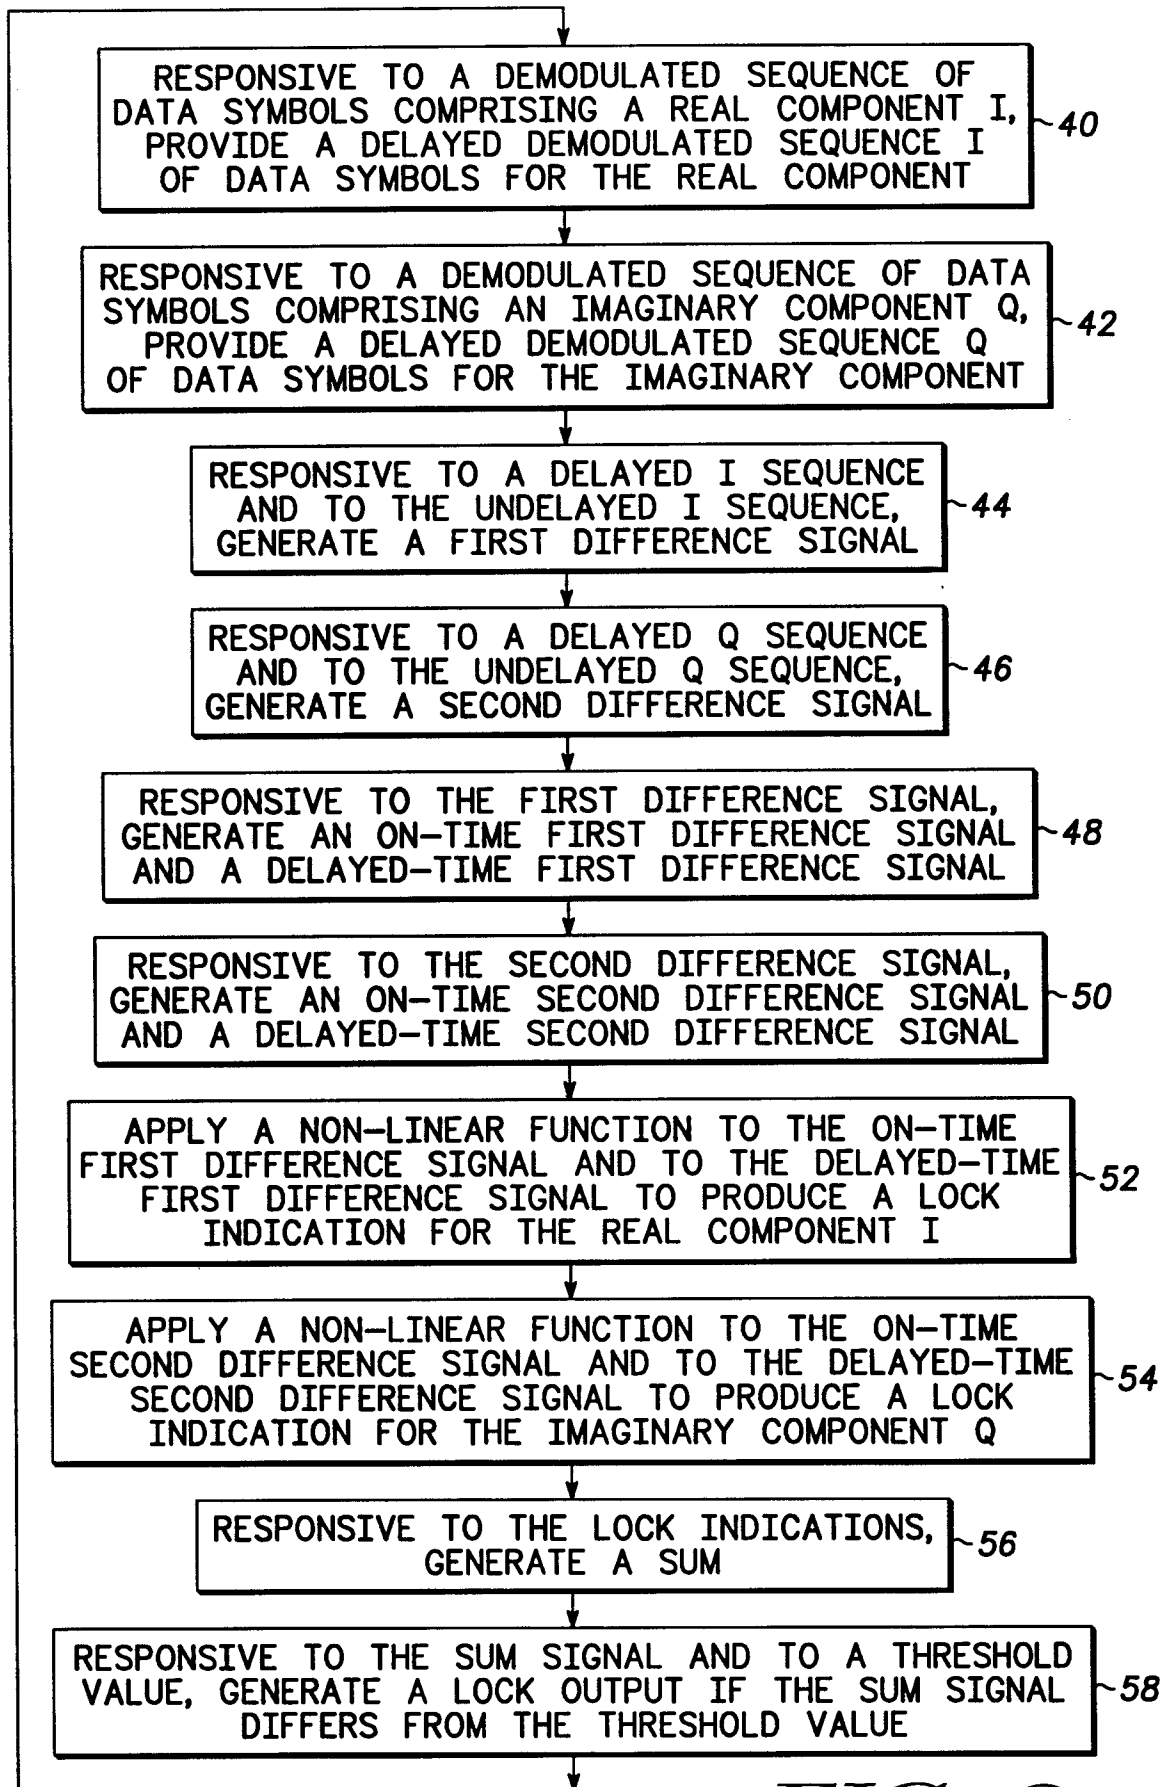 RESPONSIVE TO A DEMODULATED SEQUENCE OF
DATA SYMBOLS COMPRISING A REAL COMPONENT I,
PROVIDE A DELAYED DEMODULATED SEQUENCE I
OF DATA SYMBOLS FOR THE REAL COMPONENT
40
RESPONSIVE TO A DEMODULATED SEQUENCE OF DATA
SYMBOLS COMPRISING AN IMAGINARY COMPONENT Q,
PROVIDE A DELAYED DEMODULATED SEQUENCE Q
OF DATA SYMBOLS FOR THE IMAGINARY COMPONENT
42
RESPONSIVE TO A DELAYED I SEQUENCE
AND TO THE UNDELAYED I SEQUENCE,
GENERATE A FIRST DIFFERENCE SIGNAL
44
RESPONSIVE TO A DELAYED Q SEQUENCE
AND TO THE UNDELAYED Q SEQUENCE,
GENERATE A SECOND DIFFERENCE SIGNAL
46
RESPONSIVE TO THE FIRST DIFFERENCE SIGNAL,
GENERATE AN ON-TIME FIRST DIFFERENCE SIGNAL
AND A DELAYED-TIME FIRST DIFFERENCE SIGNAL
48
RESPONSIVE TO THE SECOND DIFFERENCE SIGNAL,
GENERATE AN ON-TIME SECOND DIFFERENCE SIGNAL
AND A DELAYED-TIME SECOND DIFFERENCE SIGNAL
50
APPLY A NON-LINEAR FUNCTION TO THE ON-TIME
FIRST DIFFERENCE SIGNAL AND TO THE DELAYED-TIME
FIRST DIFFERENCE SIGNAL TO PRODUCE A LOCK
INDICATION FOR THE REAL COMPONENT I
52
APPLY A NON-LINEAR FUNCTION TO THE ON-TIME
SECOND DIFFERENCE SIGNAL AND TO THE DELAYED-TIME
SECOND DIFFERENCE SIGNAL TO PRODUCE A LOCK
INDICATION FOR THE IMAGINARY COMPONENT Q
54
RESPONSIVE TO THE LOCK INDICATIONS,
GENERATE A SUM
56
RESPONSIVE TO THE SUM SIGNAL AND TO A THRESHOLD
VALUE, GENERATE A LOCK OUTPUT IF THE SUM SIGNAL
DIFFERS FROM THE THRESHOLD VALUE
58